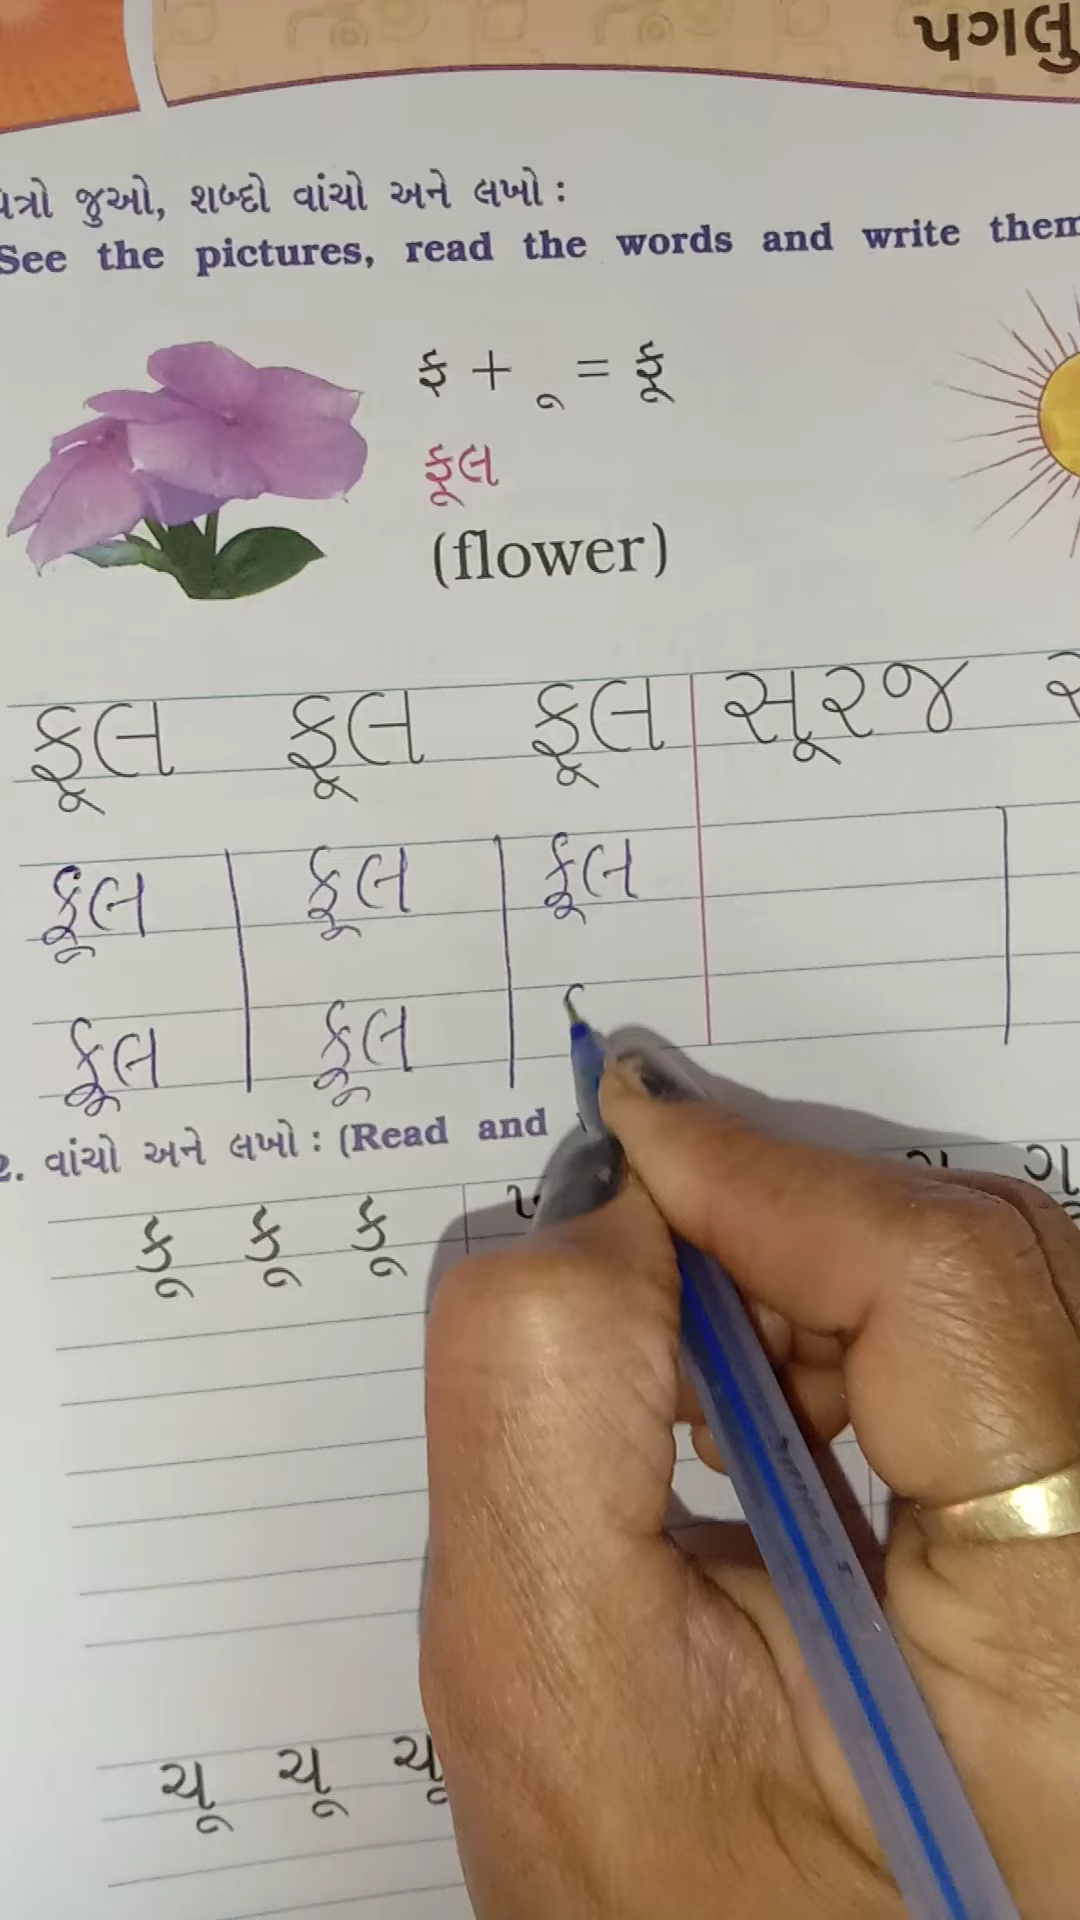 પગલુ
જુઓ, શબ્દો વાંચો અને લખો :
See the pictures, read the words and write them
ફ + ૂ = ફૂ
ફૂલ
(flower)
ફૂલ ફૂલ ફૂલ સૂરજ
ફૂલ ફૂલ ફૂલ
ફૂલ ફૂલ
2. વાંચો અને લખો : (Read and
કૂ કૂ કૂ ગૂ
ચૂ ચૂ ચૂ